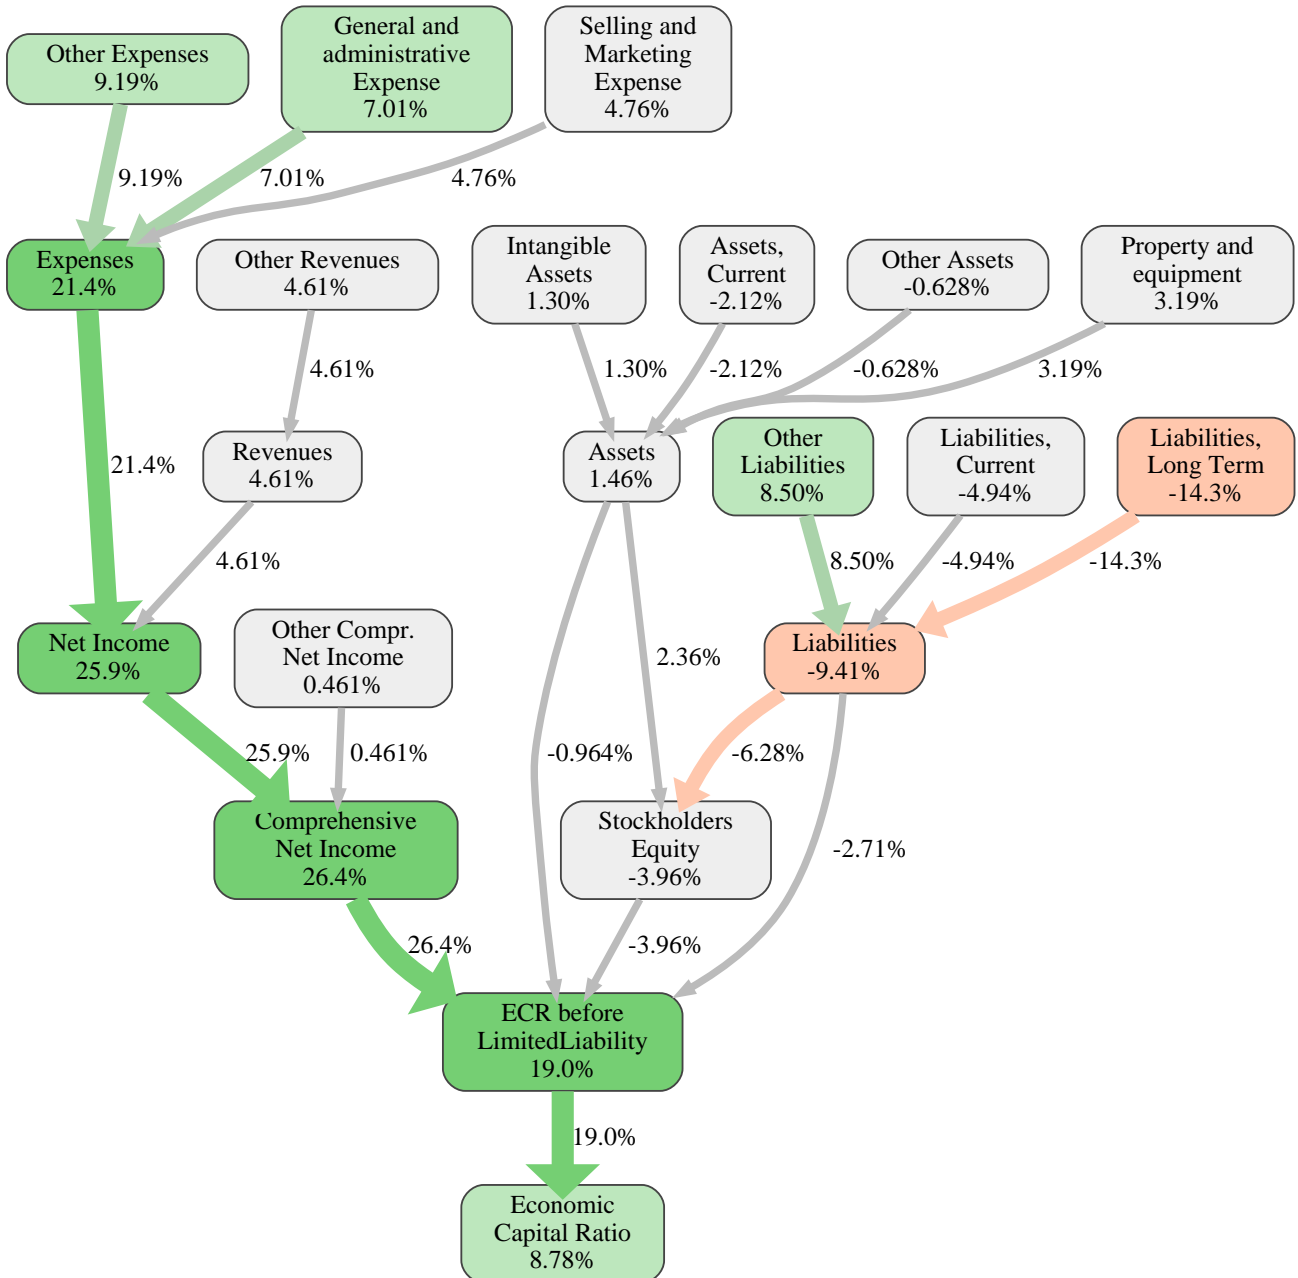 Other Expenses
9.19%
General and
administrative
Expense
7.01%
Selling and
Marketing
Expense
4.76%
9.19%
7.01%
4.76%
Expenses
21.4%
Other Revenues
4.61%
Intangible
Assets
1.30%
Assets,
Current
-2.12%
Other Assets
-0.628%
Property and
equipment
3.19%
4.61%
1.30%
-2.12%
-0.628%
3.19%
21.4%
Revenues
4.61%
Assets
1.46%
Other
Liabilities
8.50%
Liabilities,
Current
-4.94%
Liabilities,
Long Term
-14.3%
4.61%
8.50%
-4.94%
-14.3%
Net Income
25.9%
Other Compr.
Net Income
0.461%
2.36%
Liabilities
-9.41%
25.9%
0.461%
-0.964%
-6.28%
Comprehensive
Net Income
26.4%
Stockholders
Equity
-3.96%
-2.71%
26.4%
-3.96%
ECR before
LimitedLiability
19.0%
19.0%
Economic
Capital Ratio
8.78%